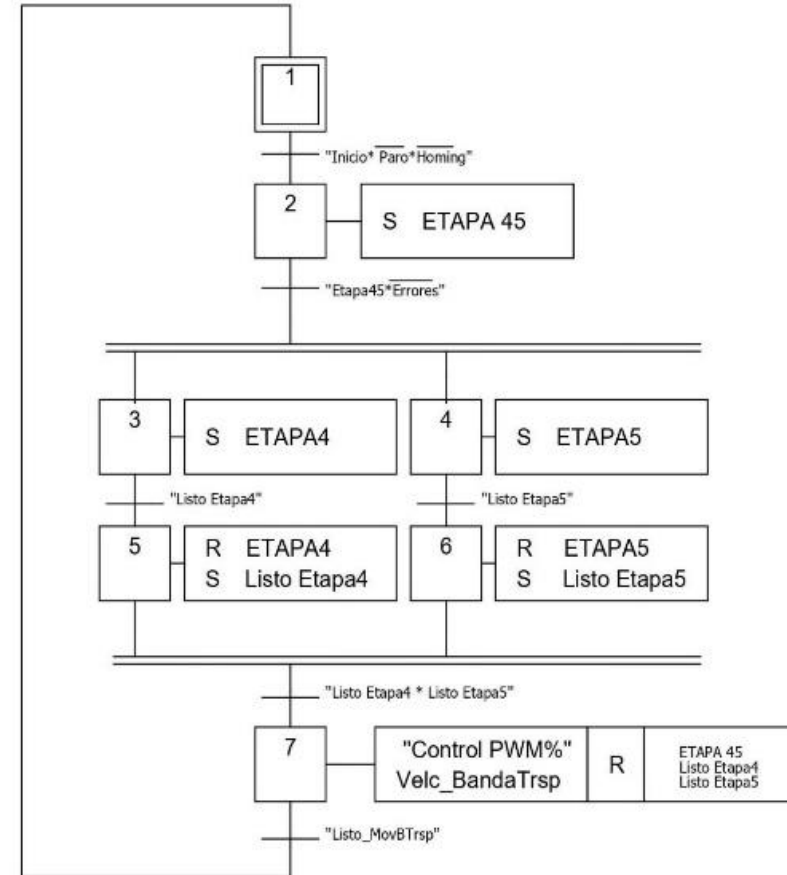 1
"Inicio* Paro*Homing"
2
S ETAPA 45
"Etapa45*Errores"
3
S ETAPA4
4
S ETAPA5
"Listo Etapa4"
"Listo Etapa5"
5
R ETAPA4
S Listo Etapa4
6
R ETAPA5
S Listo Etapa5
"Listo Etapa4 * Listo Etapa5"
7
"Control PWM%"
Velc_BandaTrsp
R
ETAPA 45
Listo Etapa4
Listo Etapa5
"Listo_MovBTrsp"